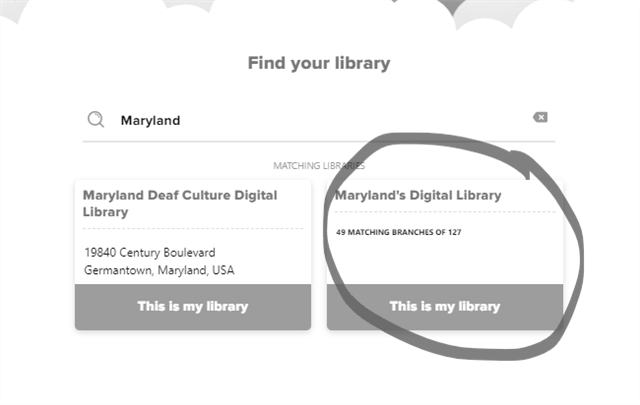 Find your library
Maryland
MATCHING LIBRARIES
Maryland Deaf Culture Digital
Library
19840 Century Boulevard
Germantown, Maryland, USA
This is my library
Maryland's Digital Library
49 MATCHING BRANCHES OF 127
This is my library